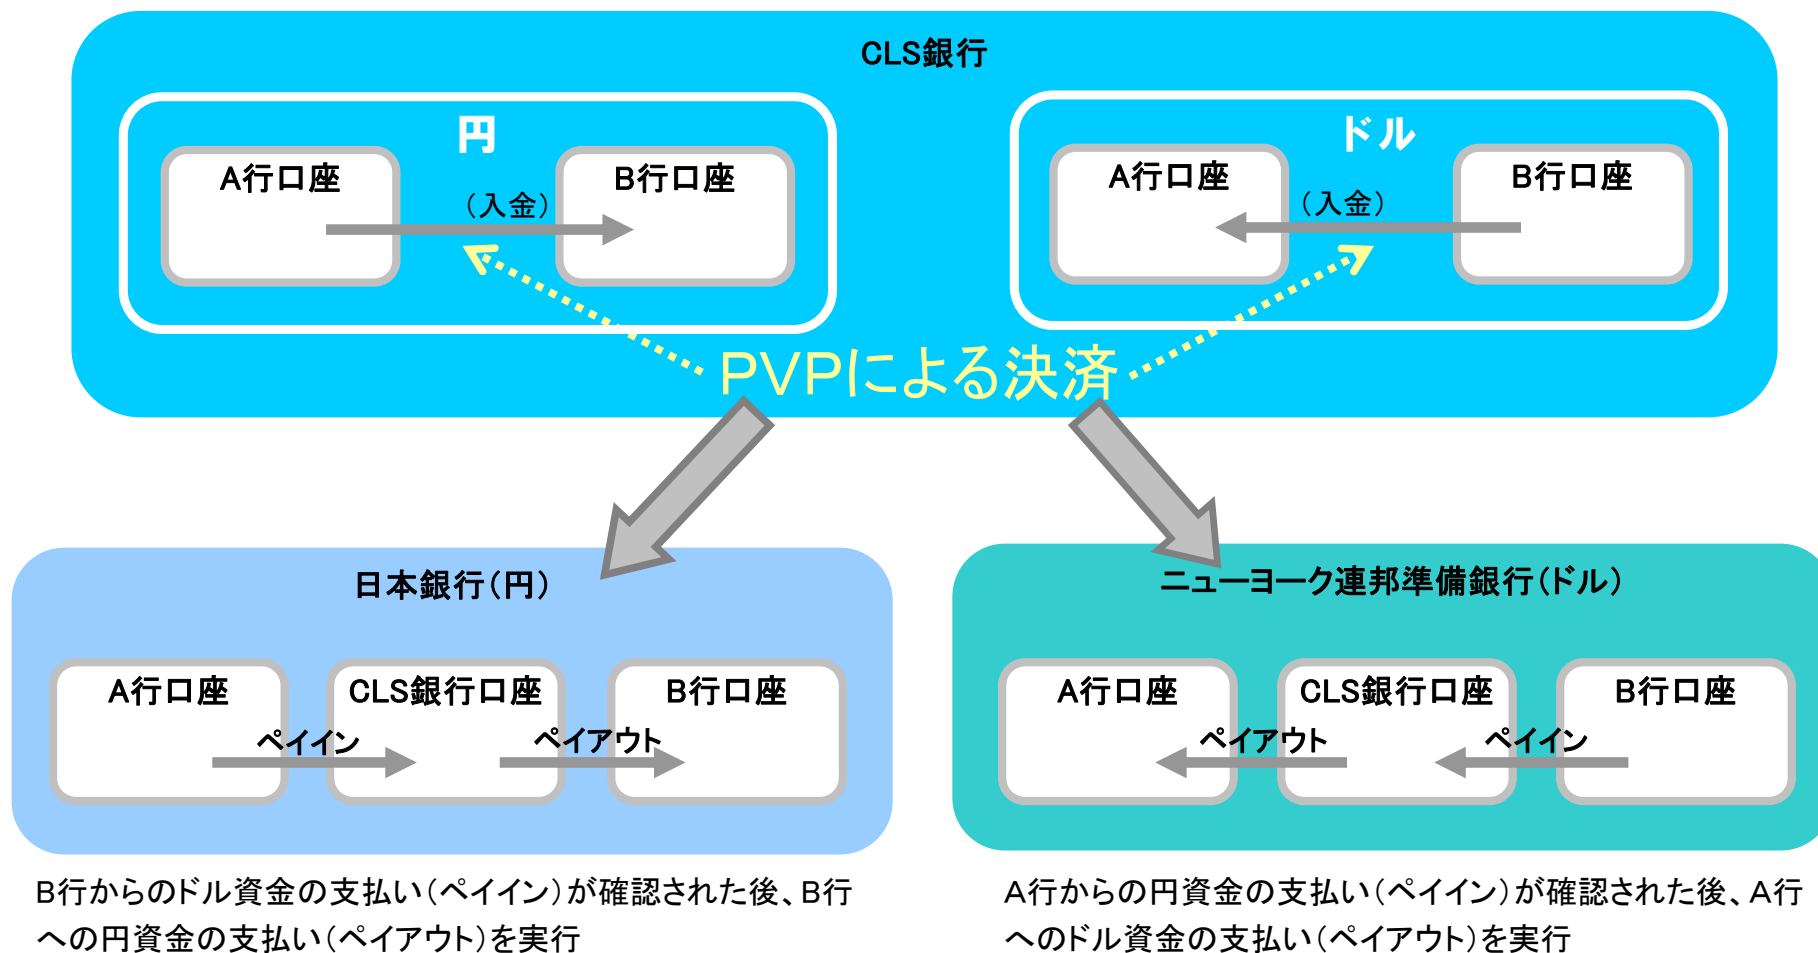 CLS銀行
円
A行口座
B行口座
（入金）
ドル
A行口座
B行口座
（入金）
PVPによる決済
日本銀行（円）
A行口座
CLS銀行口座
B行口座
ペイイン
ペイアウト
B行からのドル資金の支払い（ペイイン）が確認された後、B行
への円資金の支払い（ペイアウト）を実行
ニューヨーク連邦準備銀行（ドル）
A行口座
CLS銀行口座
B行口座
ペイアウト
ペイイン
A行からの円資金の支払い（ペイイン）が確認された後、A行
へのドル資金の支払い（ペイアウト）を実行